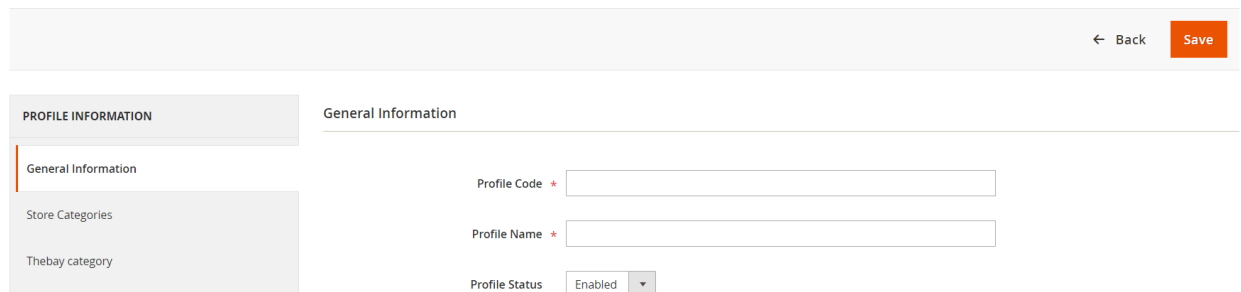 ← Back Save
PROFILE INFORMATION
General Information
Store Categories
Thebay category
General Information
Profile Code *
Profile Name *
Profile Status Enabled